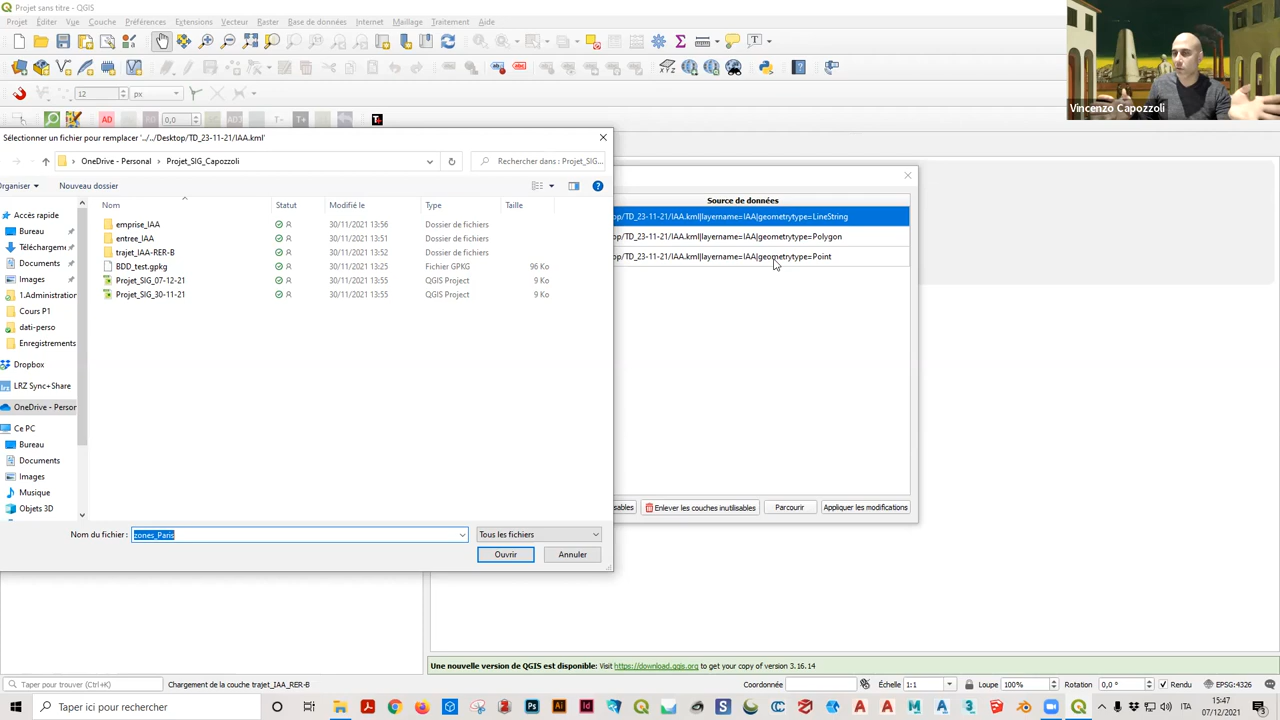 Projet sans titre - QGIS
Projet Éditer Vue Couche Préférences Extensions Vecteur Raster Base de données Internet Maillage Traitement Aide
12 px
0,0
Vincenzo Capozzoli
Sélectionner un fichier pour remplacer '../../Desktop/TD_23-11-21/IAA.kml'
OneDrive - Personal > Projet_SIG_Capozzoli
Rechercher dans : Projet_SIG...
Organiser Nouveau dossier
Source de données
Nom Statut Modifié le Type Taille
Accès rapide
Bureau
Téléchargeme
Documents
Images
1.Administration
Cours P1
dati-perso
Enregistrements
Dropbox
LRZ Sync+Share
OneDrive - Person
Ce PC
Bureau
Documents
Images
Musique
Objets 3D
emprise_IAA 30/11/2021 13:56 Dossier de fichiers
entree_IAA 30/11/2021 13:51 Dossier de fichiers
trajet_IAA-RER-B 30/11/2021 13:52 Dossier de fichiers
BDD_test.gpkg 30/11/2021 13:25 Fichier GPKG 96 Ko
Projet_SIG_07-12-21 30/11/2021 13:55 QGIS Project 9 Ko
Projet_SIG_30-11-21 30/11/2021 13:55 QGIS Project 9 Ko
op/TD_23-11-21/IAA.kml|layername=IAA|geometrytype=LineString
op/TD_23-11-21/IAA.kml|layername=IAA|geometrytype=Polygon
op/TD_23-11-21/IAA.kml|layername=IAA|geometrytype=Point
sables Enlever les couches inutilisables Parcourir Appliquer les modifications
Nom du fichier : zones_Paris Tous les fichiers
Ouvrir Annuler
Une nouvelle version de QGIS est disponible: Visit https://download.qgis.org to get your copy of version 3.16.14
Taper pour trouver (Ctrl+K) Chargement de la couche trajet_IAA_RER-B Coordonnée Échelle 1:1 Loupe 100% Rotation 0,0 ° Rendu EPSG:4326
Taper ici pour rechercher
ITA
15:47
07/12/2021